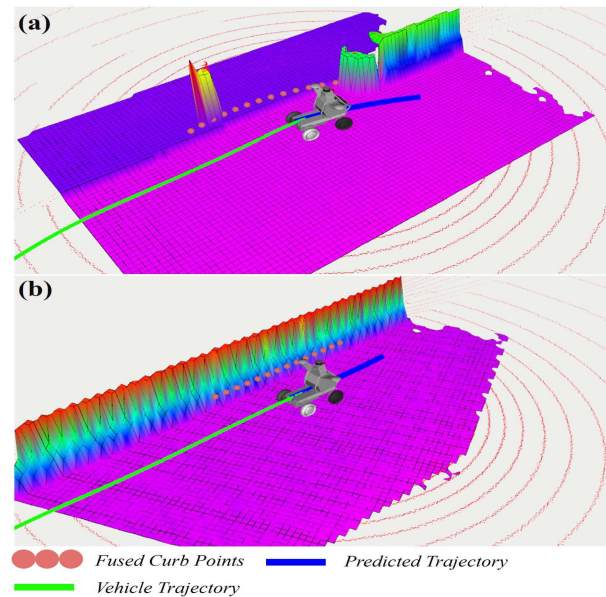 (a)
(b)
Fused Curb Points
Predicted Trajectory
Vehicle Trajectory